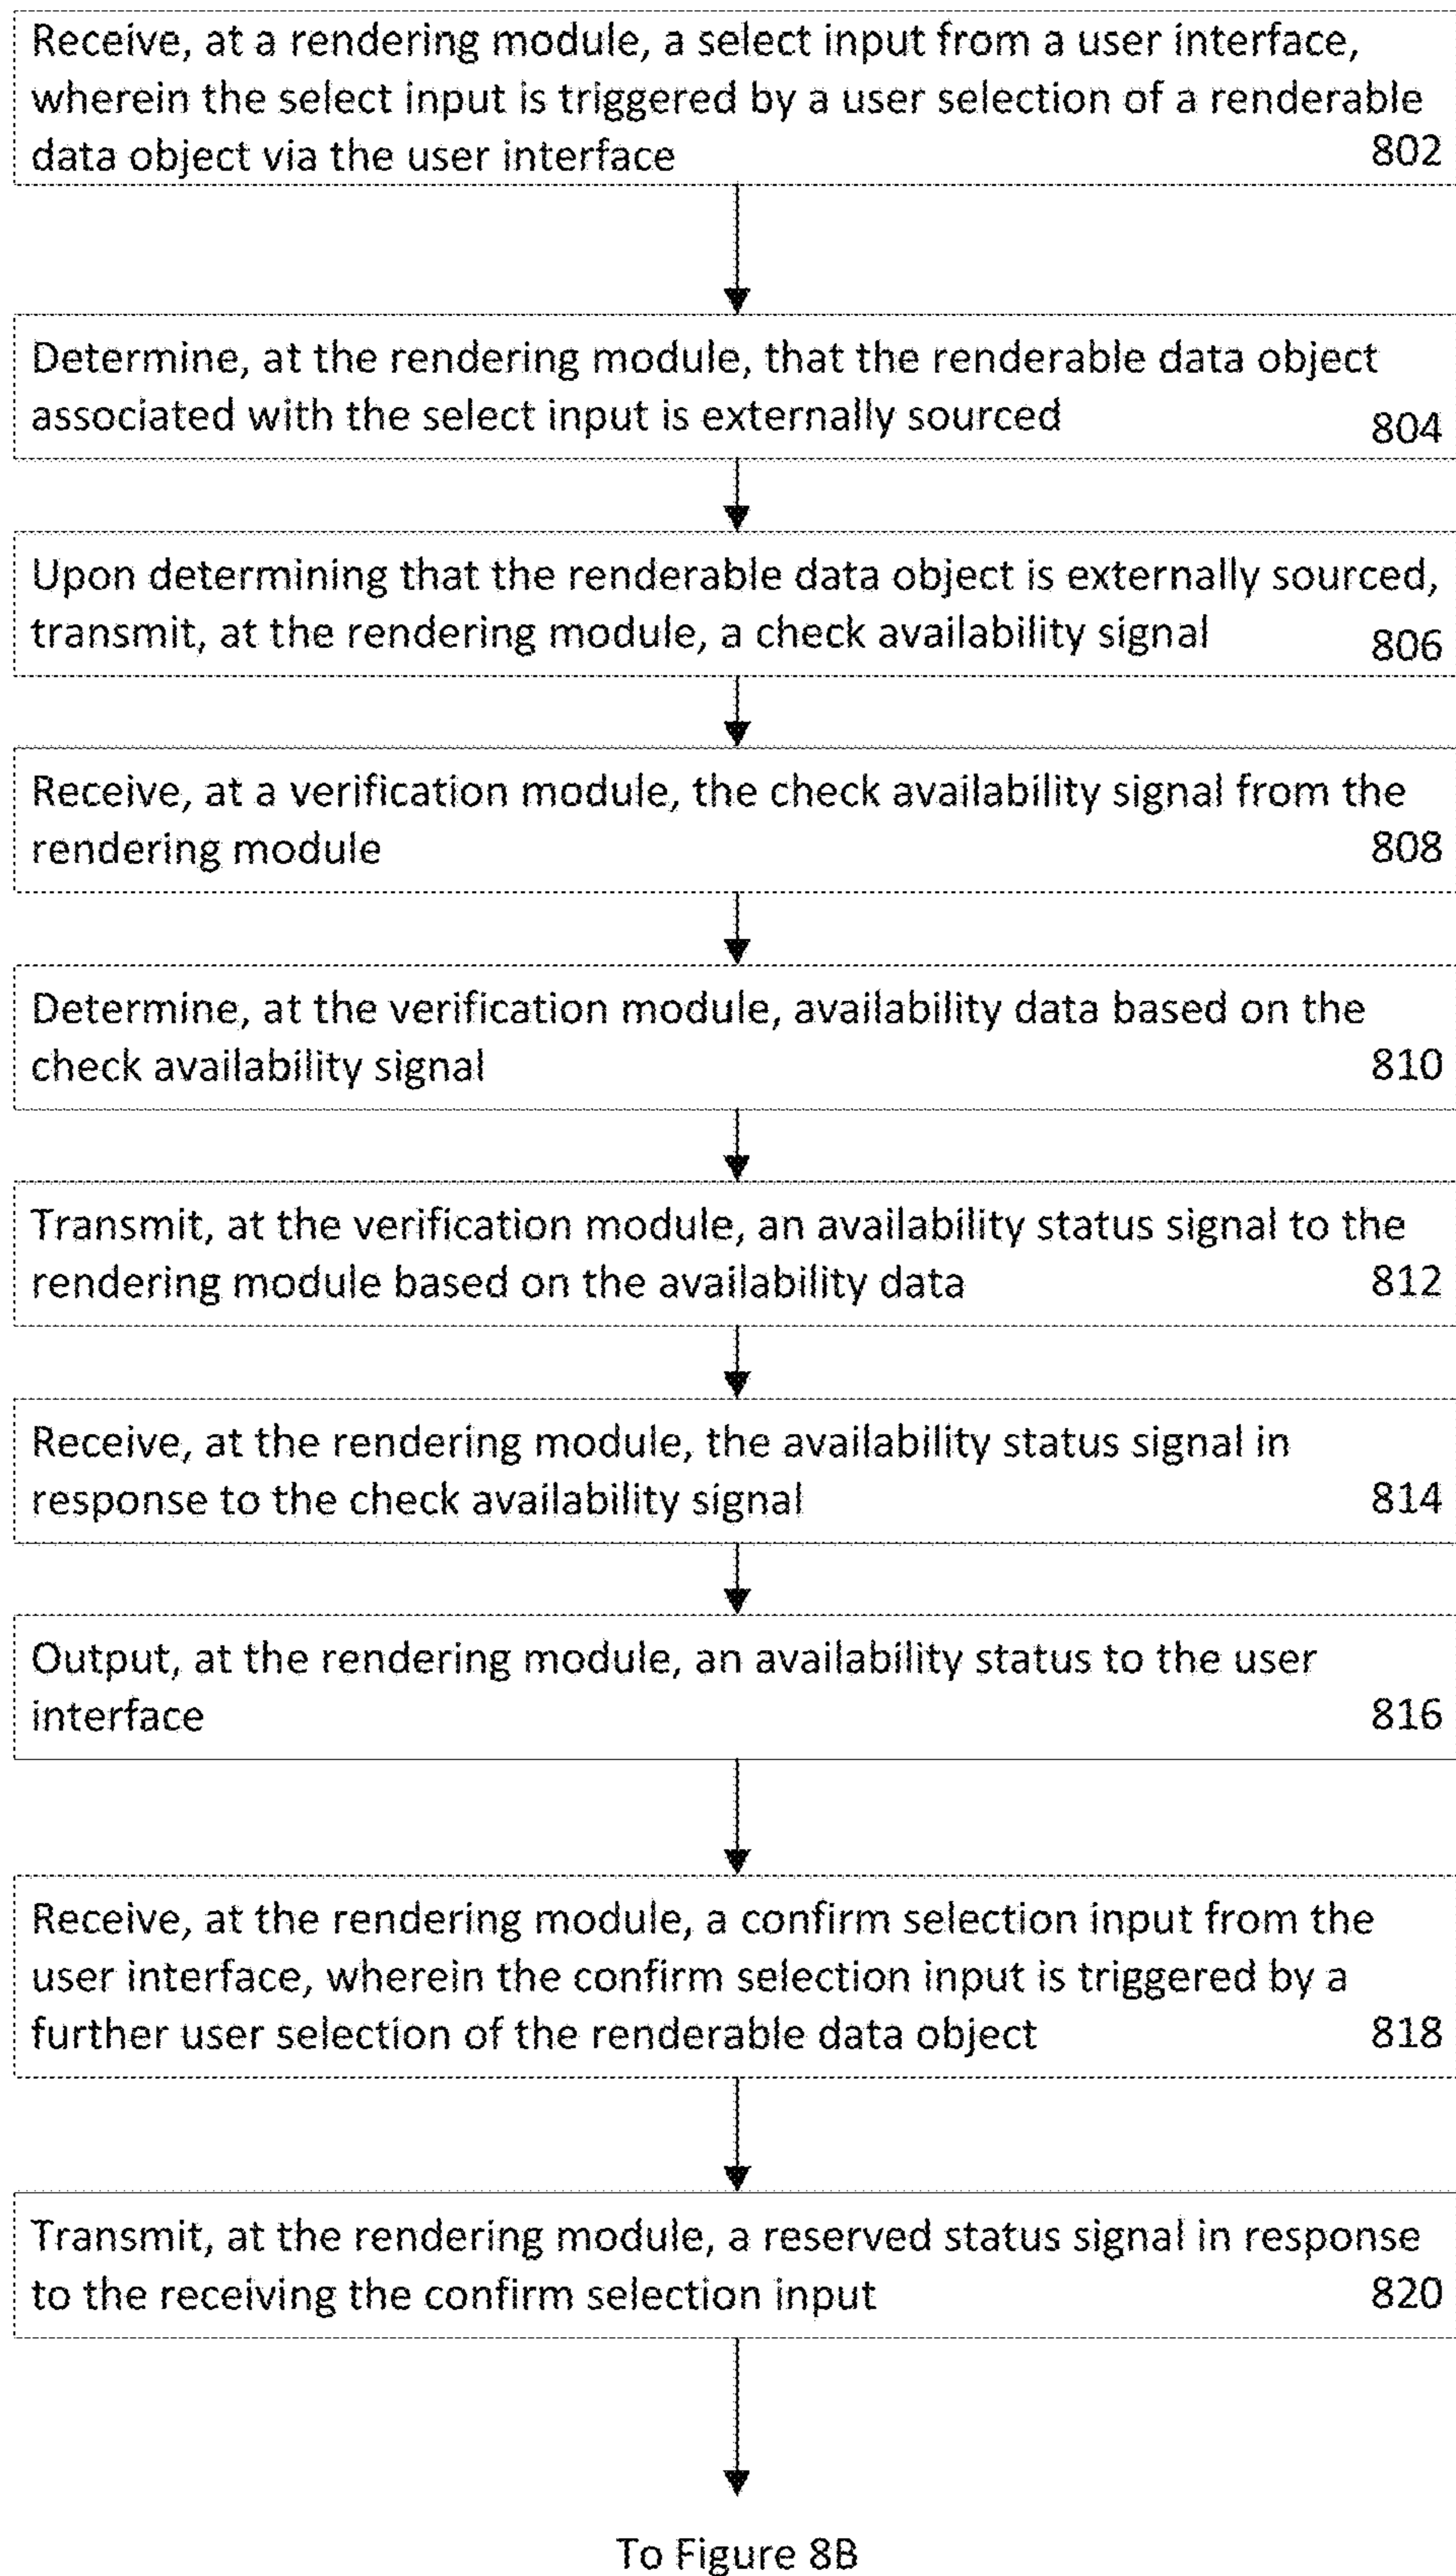 Receive, at a rendering module, a select input from a user interface,
wherein the select input is triggered by a user selection of a renderable
data object via the user interface 802
Determine, at the rendering module, that the renderable data object
associated with the select input is externally sourced 804
Upon determining that the renderable data object is externally sourced,
transmit, at the rendering module, a check availability signal 806
Receive, at a verification module, the check availability signal from the
rendering module 808
Determine, at the verification module, availability data based on the
check availability signal 810
Transmit, at the verification module, an availability status signal to the
rendering module based on the availability data 812
Receive, at the rendering module, the availability status signal in
response to the check availability signal 814
Output, at the rendering module, an availability status to the user
interface 816
Receive, at the rendering module, a confirm selection input from the
user interface, wherein the confirm selection input is triggered by a
further user selection of the renderable data object 818
Transmit, at the rendering module, a reserved status signal in response
to the receiving the confirm selection input 820
To Figure 8B